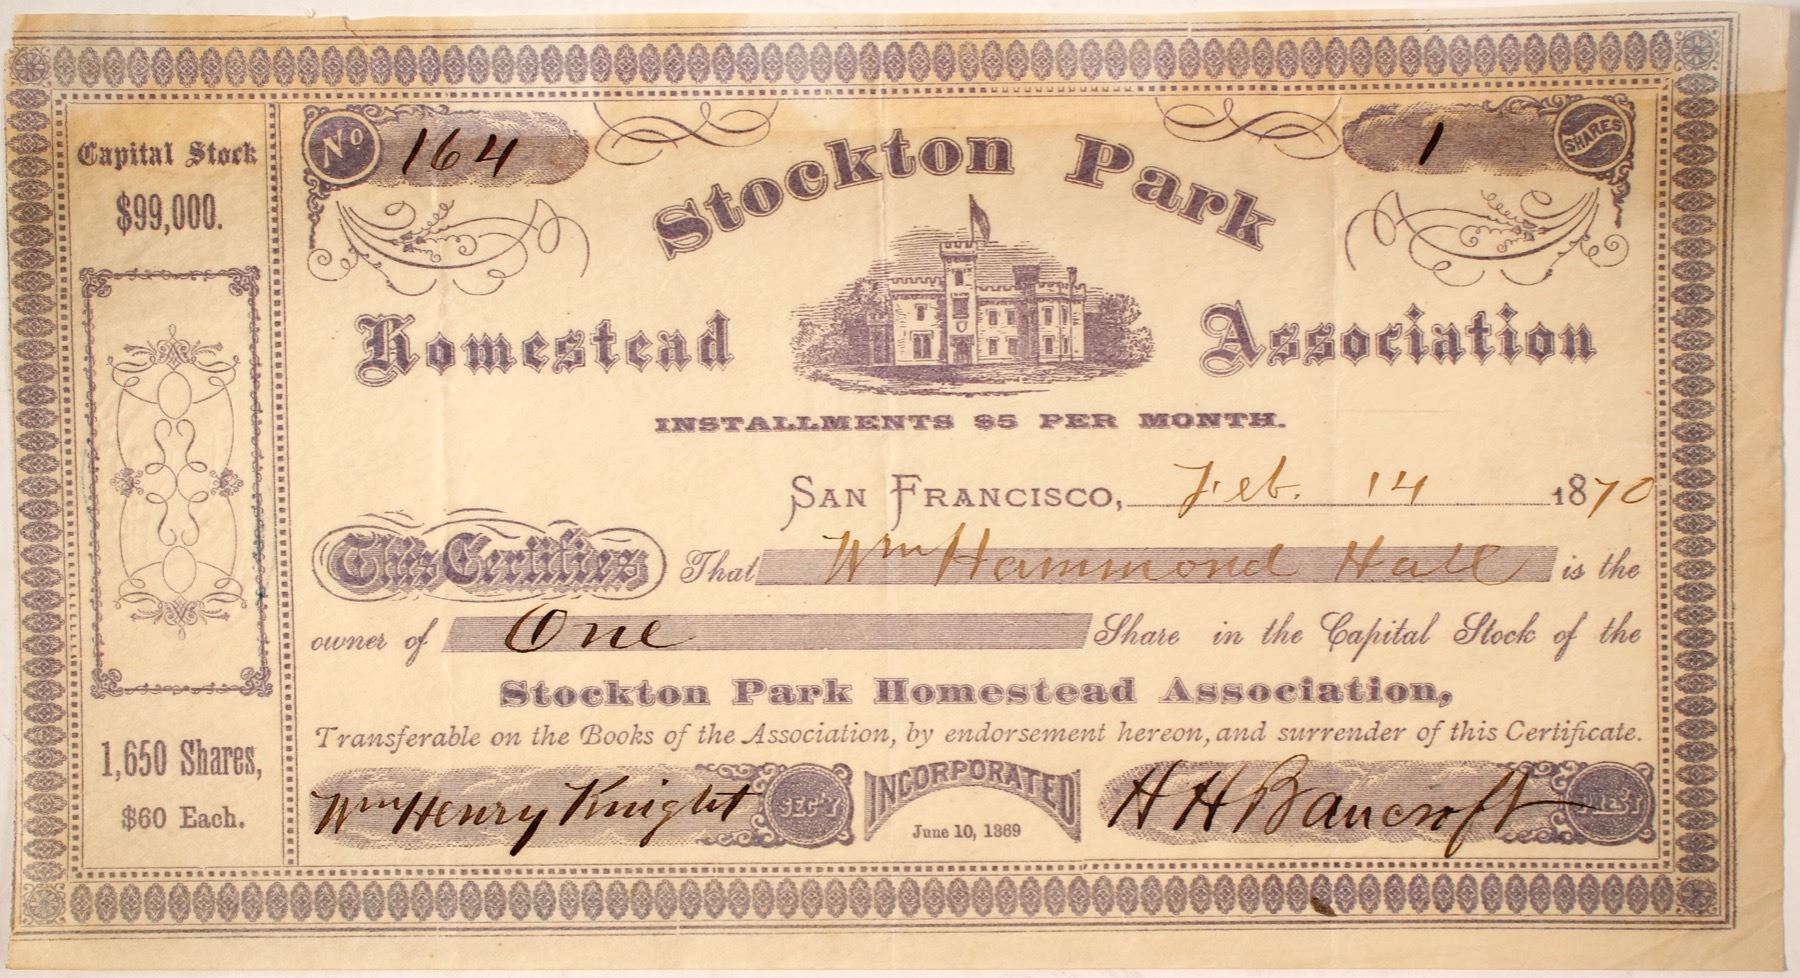 Capital Stock
$99,000.
1,650 Shares,
$60 Each.
No 164
1 SHARES
Stockton Park
Homestead Association
INSTALLMENTS $5 PER MONTH.
SAN FRANCISCO, Feb. 14 1870
This Certifies That Wm Hammond Hall is the
owner of One Share in the Capital Stock of the
Stockton Park Homestead Association,
Transferable on the Books of the Association, by endorsement hereon, and surrender of this Certificate.
Wm Henry Knight SEC'Y
INCORPORATED
June 10, 1869
H H Bancroft PRES'T